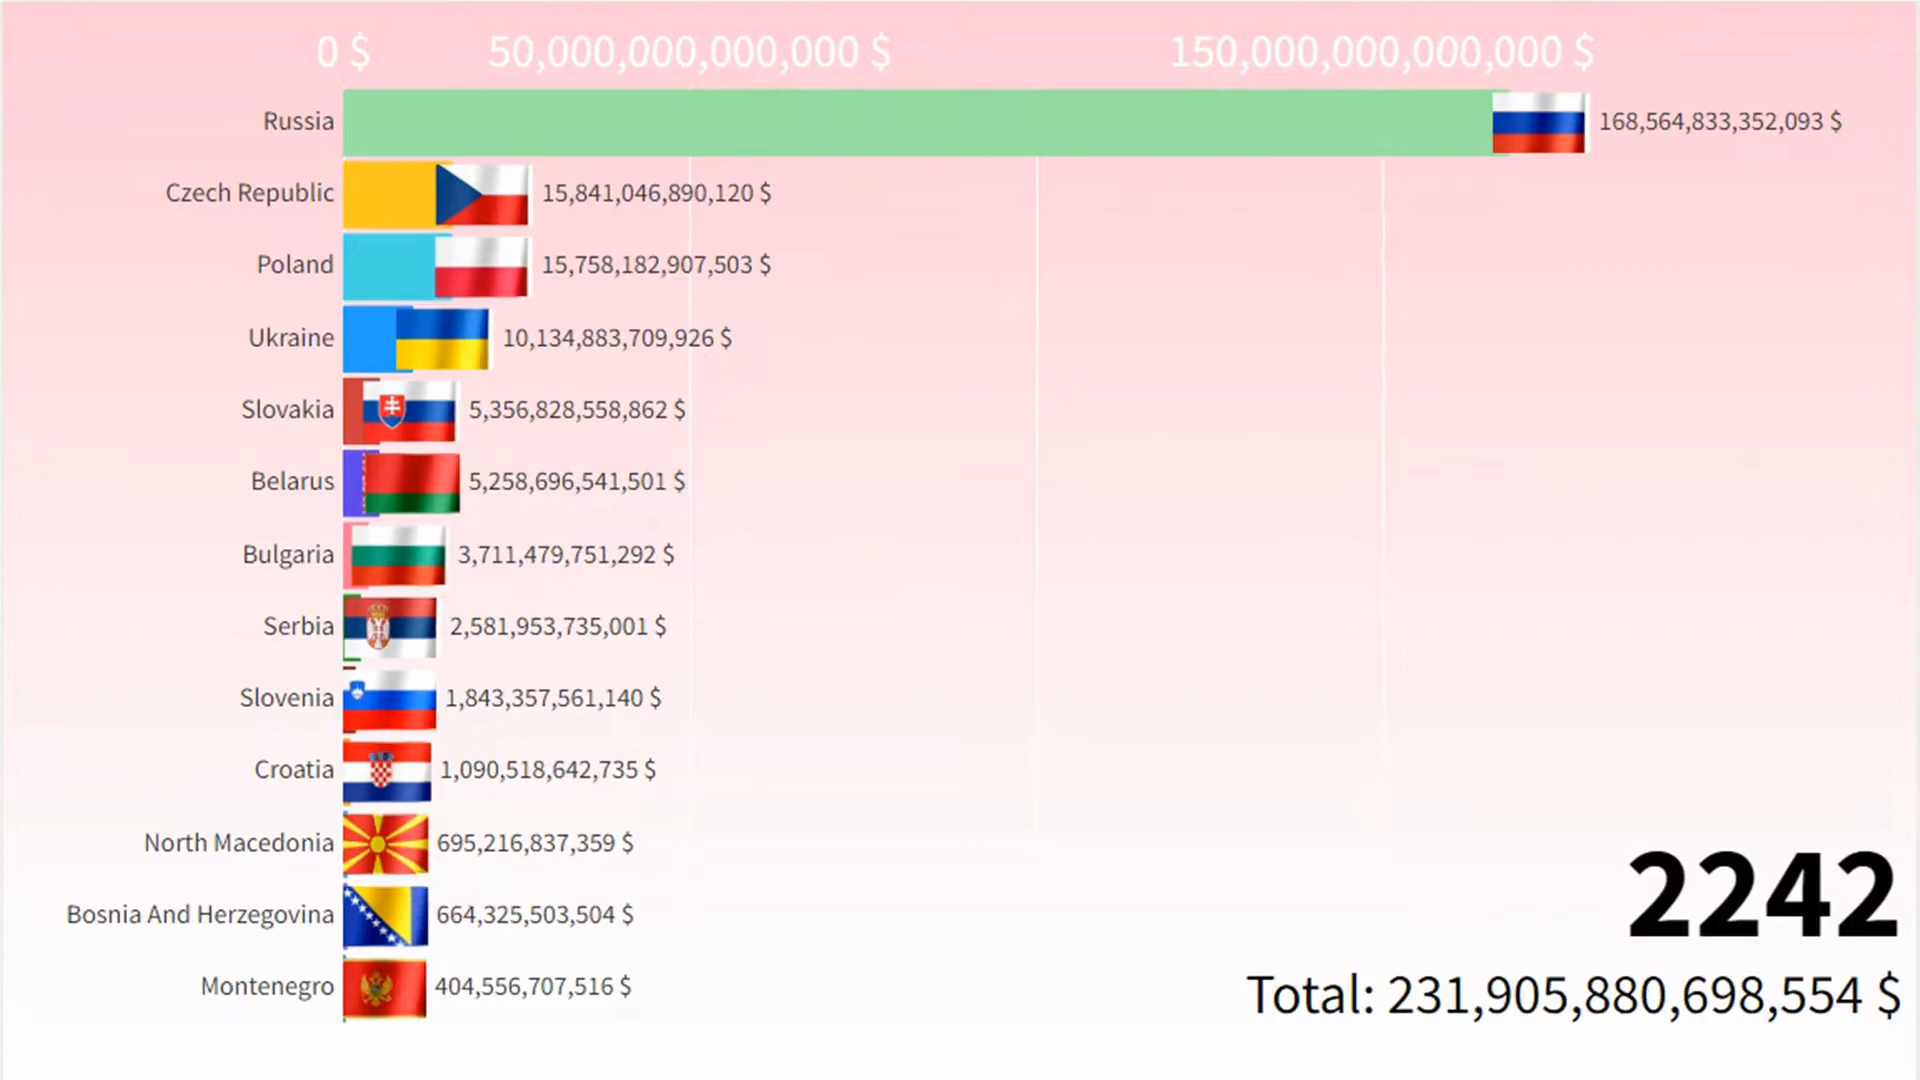 0 $ 50,000,000,000,000 $ 150,000,000,000,000 $
Russia 168,564,833,352,093 $
Czech Republic 15,841,046,890,120 $
Poland 15,758,182,907,503 $
Ukraine 10,134,883,709,926 $
Slovakia 5,356,828,558,862 $
Belarus 5,258,696,541,501 $
Bulgaria 3,711,479,751,292 $
Serbia 2,581,953,735,001 $
Slovenia 1,843,357,561,140 $
Croatia 1,090,518,642,735 $
North Macedonia 695,216,837,359 $
Bosnia And Herzegovina 664,325,503,504 $
Montenegro 404,556,707,516 $
2242
Total: 231,905,880,698,554 $